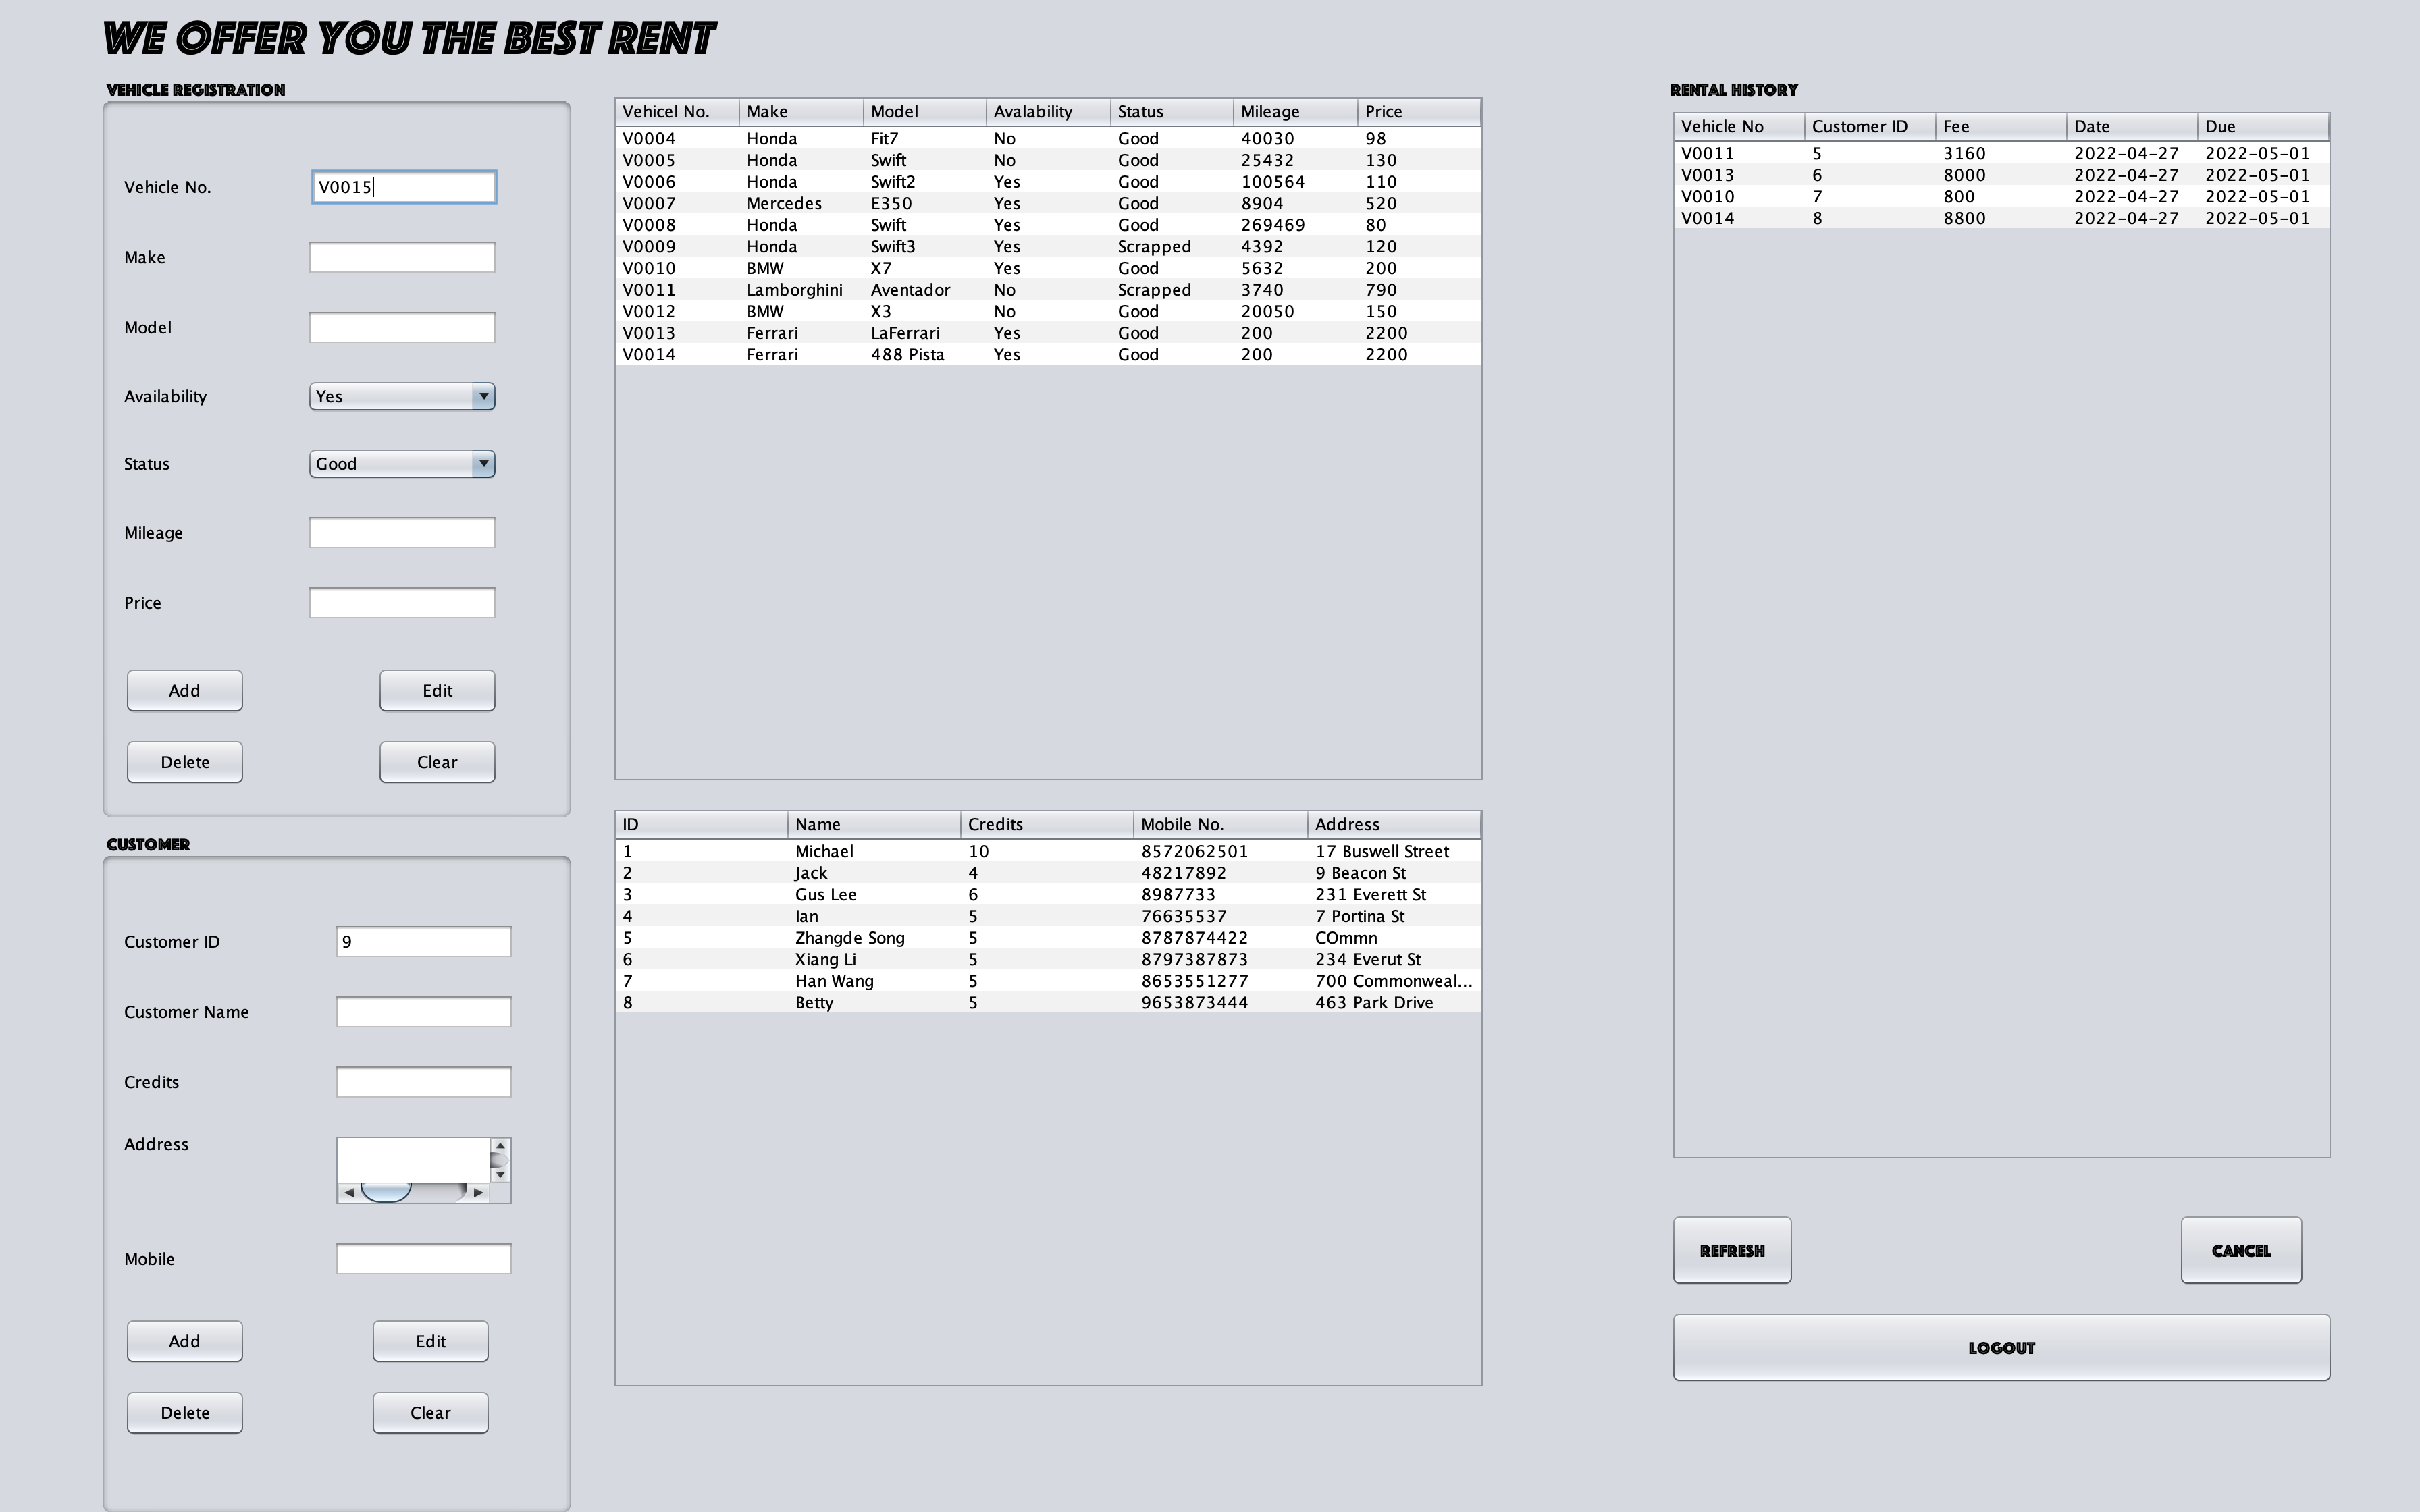 WE OFFER YOU THE BEST RENT
VEHICLE REGISTRATION
Vehicle No. V0015
Make
Model
Availability Yes
Status Good
Mileage
Price
Add Edit
Delete Clear
CUSTOMER
Customer ID 9
Customer Name
Credits
Address
Mobile
Add Edit
Delete Clear
Vehicel No. Make Model Avalability Status Mileage Price
V0004 Honda Fit7 No Good 40030 98
V0005 Honda Swift No Good 25432 130
V0006 Honda Swift2 Yes Good 100564 110
V0007 Mercedes E350 Yes Good 8904 520
V0008 Honda Swift Yes Good 269469 80
V0009 Honda Swift3 Yes Scrapped 4392 120
V0010 BMW X7 Yes Good 5632 200
V0011 Lamborghini Aventador No Scrapped 3740 790
V0012 BMW X3 No Good 20050 150
V0013 Ferrari LaFerrari Yes Good 200 2200
V0014 Ferrari 488 Pista Yes Good 200 2200
ID Name Credits Mobile No. Address
1 Michael 10 8572062501 17 Buswell Street
2 Jack 4 48217892 9 Beacon St
3 Gus Lee 6 8987733 231 Everett St
4 Ian 5 76635537 7 Portina St
5 Zhangde Song 5 8787874422 COmmn
6 Xiang Li 5 8797387873 234 Everut St
7 Han Wang 5 8653551277 700 Commonweal...
8 Betty 5 9653873444 463 Park Drive
RENTAL HISTORY
Vehicle No Customer ID Fee Date Due
V0011 5 3160 2022-04-27 2022-05-01
V0013 6 8000 2022-04-27 2022-05-01
V0010 7 800 2022-04-27 2022-05-01
V0014 8 8800 2022-04-27 2022-05-01
REFRESH CANCEL
LOGOUT